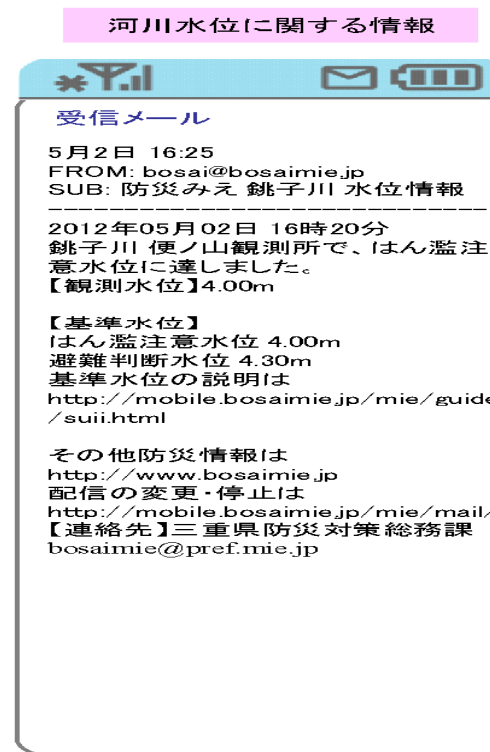 河川水位に関する情報
受信メール
5月2日 16:25
FROM: bosai@bosaimie.jp
SUB: 防災みえ 銚子川 水位情報
--------------------------------
2012年05月02日 16時20分
銚子川 便ノ山観測所で、はん濫注
意水位に達しました。
【観測水位】4.00m
【基準水位】
はん濫注意水位 4.00m
避難判断水位 4.30m
基準水位の説明は
http://mobile.bosaimie.jp/mie/guide
/suii.html
その他防災情報は
http://www.bosaimie.jp
配信の変更・停止は
http://mobile.bosaimie.jp/mie/mail/
【連絡先】三重県防災対策総務課
bosaimie@pref.mie.jp